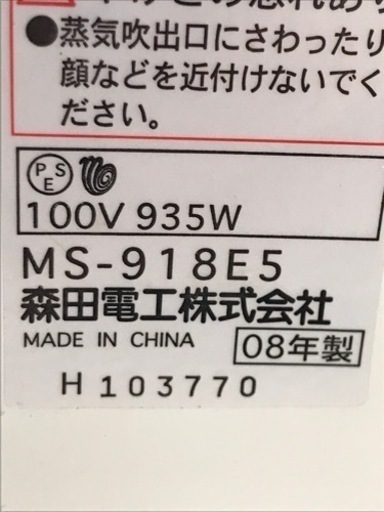 ●蒸気吹出口にさわったり
顔などを近付けないでく
ださい。
PSE
100V 935W
MS-918E5
森田電工株式会社
MADE IN CHINA 08年製
H 103770